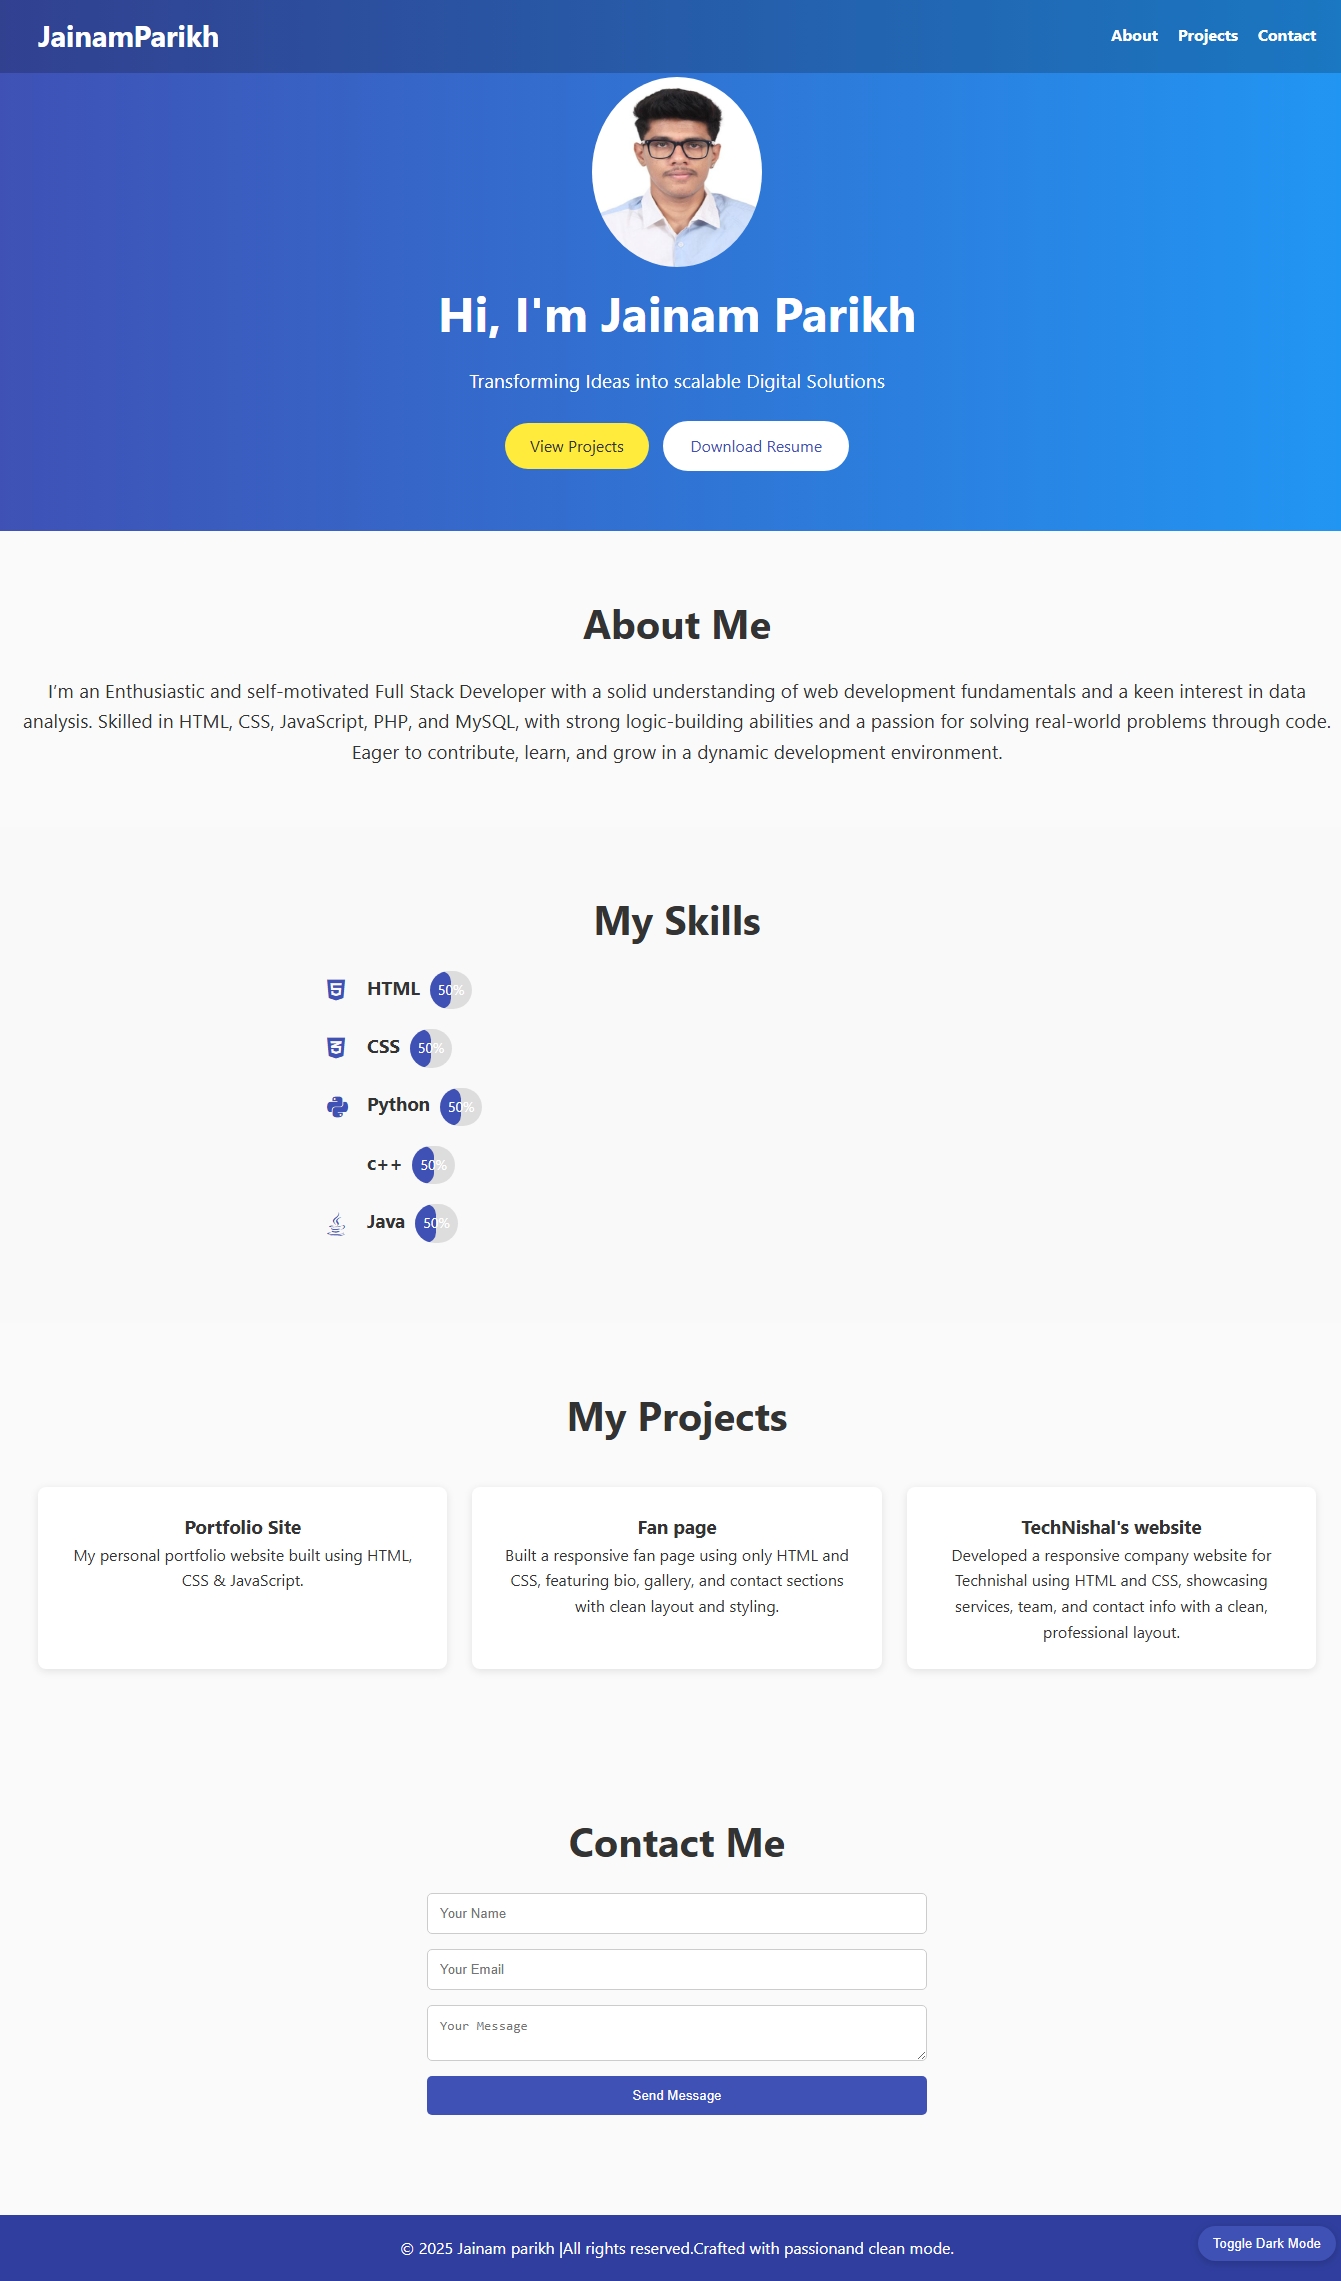 JainamParikh
About Projects Contact
Hi, I'm Jainam Parikh
Transforming Ideas into scalable Digital Solutions
View Projects Download Resume
About Me
I’m an Enthusiastic and self-motivated Full Stack Developer with a solid understanding of web development fundamentals and a keen interest in data
analysis. Skilled in HTML, CSS, JavaScript, PHP, and MySQL, with strong logic-building abilities and a passion for solving real-world problems through code.
Eager to contribute, learn, and grow in a dynamic development environment.
My Skills
HTML 50%
CSS 50%
Python 50%
c++ 50%
Java 50%
My Projects
Portfolio Site
My personal portfolio website built using HTML,
CSS & JavaScript.
Fan page
Built a responsive fan page using only HTML and
CSS, featuring bio, gallery, and contact sections
with clean layout and styling.
TechNishal's website
Developed a responsive company website for
Technishal using HTML and CSS, showcasing
services, team, and contact info with a clean,
professional layout.
Contact Me
Your Name
Your Email
Your Message
Send Message
© 2025 Jainam parikh |All rights reserved.Crafted with passionand clean mode.
Toggle Dark Mode